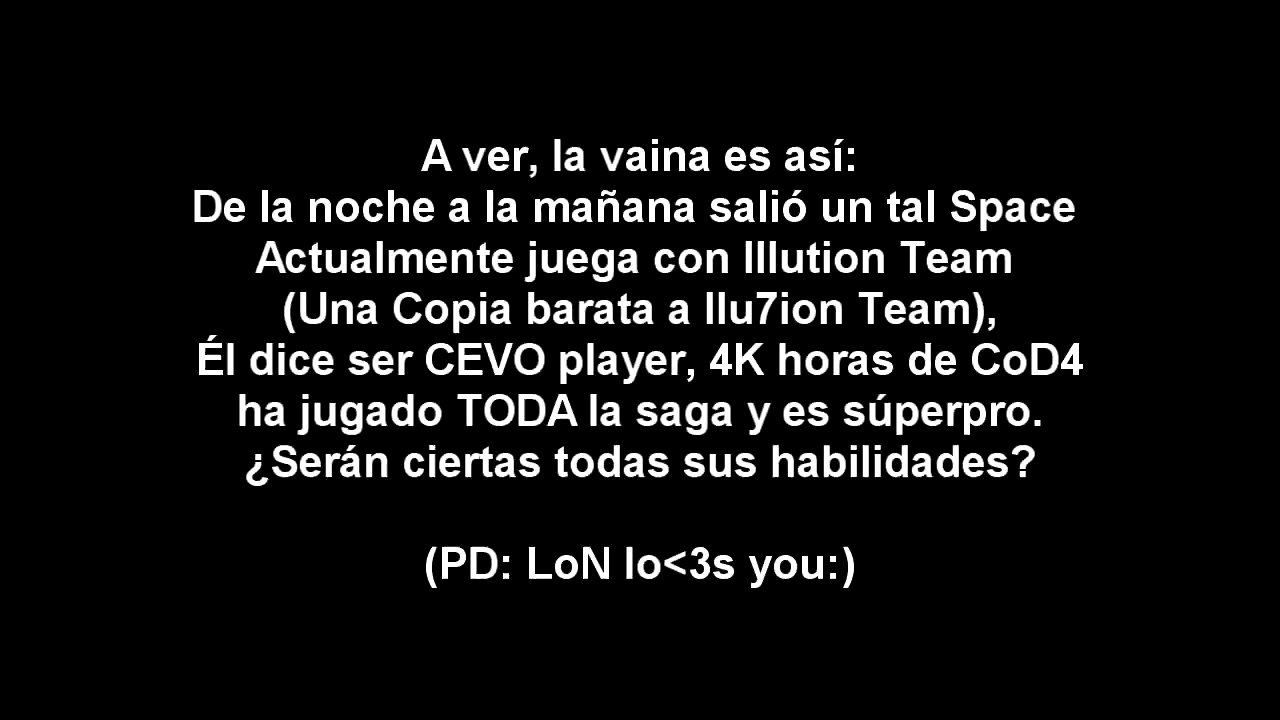 A ver, la vaina es así:
De la noche a la mañana salió un tal Space
Actualmente juega con Illution Team
(Una Copia barata a Ilu7ion Team),
Él dice ser CEVO player, 4K horas de CoD4
ha jugado TODA la saga y es súperpro.
¿Serán ciertas todas sus habilidades?
(PD: LoN lo<3s you:)